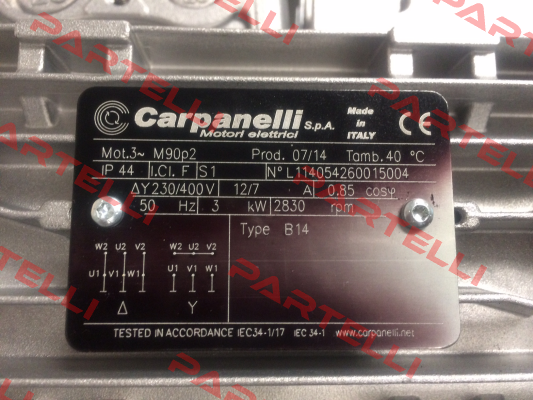 PARTELLI PARTELLI PARTELLI
Carpanelli S.p.A.
Motori elettrici
Made in ITALY
CE
Mot.3~ M90p2 Prod. 07/14 Tamb. 40 °C
IP 44 I.Cl. F S1 N° L114054260015004
ΔY 230/400 V 12/7 A 0.85 cosφ
50 Hz 3 kW 2830 rpm
Type B14
W2 U2 V2 W2 U2 V2
U1 V1 W1 U1 V1 W1
Δ Y
TESTED IN ACCORDANCE IEC34-1/17 IEC 34-1 www.carpanelli.net